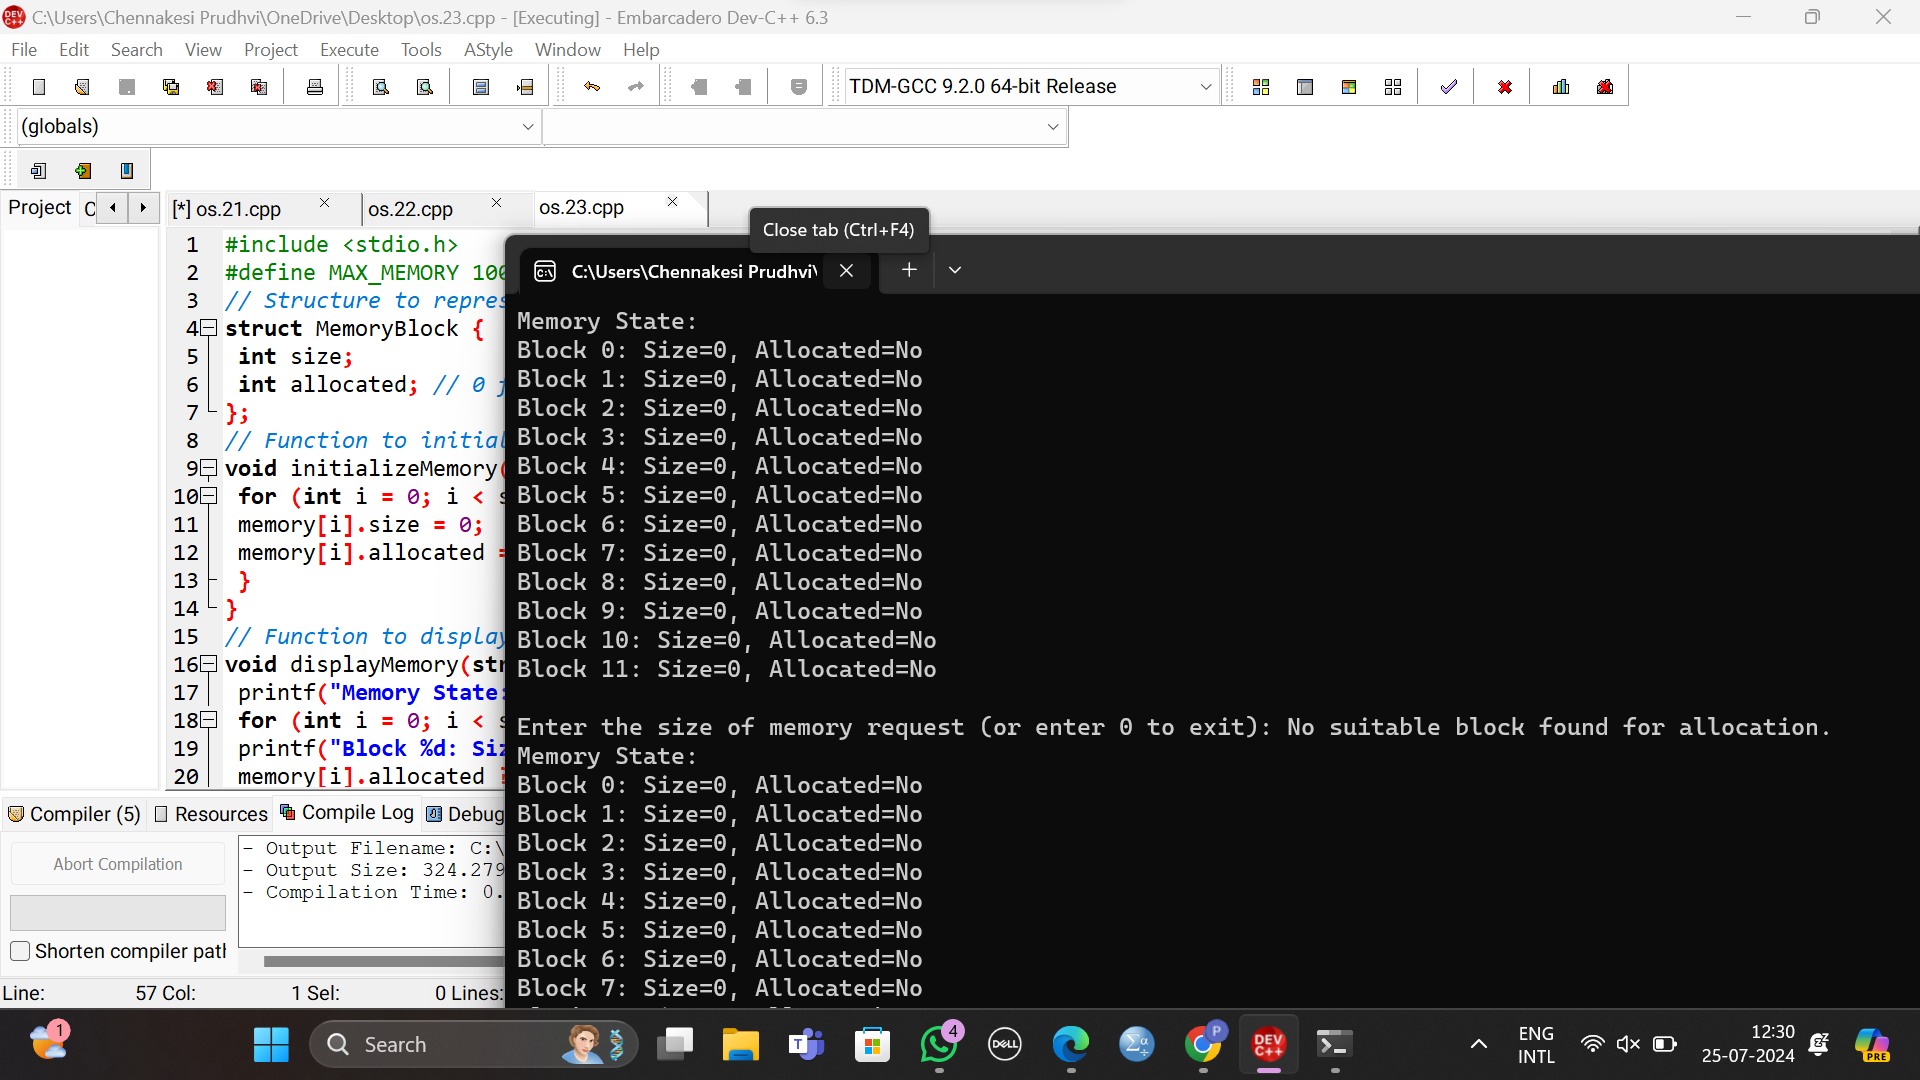 C:\Users\Chennakesi Prudhvi\OneDrive\Desktop\os.23.cpp - [Executing] - Embarcadero Dev-C++ 6.3
File Edit Search View Project Execute Tools AStyle Window Help
TDM-GCC 9.2.0 64-bit Release
(globals)
Project C [*] os.21.cpp os.22.cpp os.23.cpp
Close tab (Ctrl+F4)
C:\Users\Chennakesi Prudhvi\
1 #include <stdio.h>
2 #define MAX_MEMORY 100
3 // Structure to repres
4 struct MemoryBlock {
5 int size;
6 int allocated; // 0
7 };
8 // Function to initial
9 void initializeMemory(
10 for (int i = 0; i < s
11 memory[i].size = 0;
12 memory[i].allocated =
13 }
14 }
15 // Function to display
16 void displayMemory(str
17 printf("Memory State:
18 for (int i = 0; i < s
19 printf("Block %d: Siz
20 memory[i].allocated ?
Memory State:
Block 0: Size=0, Allocated=No
Block 1: Size=0, Allocated=No
Block 2: Size=0, Allocated=No
Block 3: Size=0, Allocated=No
Block 4: Size=0, Allocated=No
Block 5: Size=0, Allocated=No
Block 6: Size=0, Allocated=No
Block 7: Size=0, Allocated=No
Block 8: Size=0, Allocated=No
Block 9: Size=0, Allocated=No
Block 10: Size=0, Allocated=No
Block 11: Size=0, Allocated=No
Enter the size of memory request (or enter 0 to exit): No suitable block found for allocation.
Memory State:
Block 0: Size=0, Allocated=No
Block 1: Size=0, Allocated=No
Block 2: Size=0, Allocated=No
Block 3: Size=0, Allocated=No
Block 4: Size=0, Allocated=No
Block 5: Size=0, Allocated=No
Block 6: Size=0, Allocated=No
Block 7: Size=0, Allocated=No
Compiler (5) Resources Compile Log Debug
Abort Compilation
Shorten compiler path
- Output Filename: C:\
- Output Size: 324.279
- Compilation Time: 0.
Line: 57 Col: 1 Sel: 0 Lines:
1
Search
4
DELL
P
DEV C++
ENG
INTL
12:30
25-07-2024
PRE